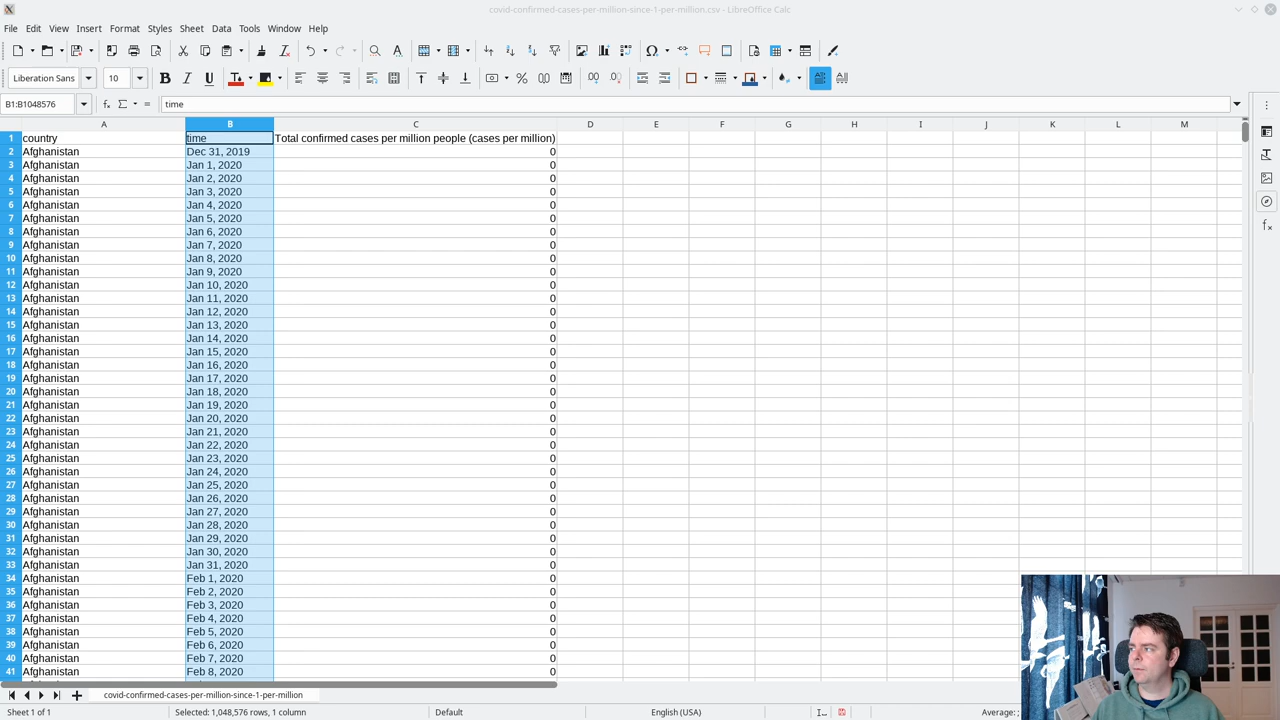 covid-confirmed-cases-per-million-since-1-per-million.csv - LibreOffice Calc
File Edit View Insert Format Styles Sheet Data Tools Window Help
Liberation Sans
B1:B1048576 time
A B C D E F G H I J K L M
1 country time Total confirmed cases per million people (cases per million)
2 Afghanistan Dec 31, 2019 0
3 Afghanistan Jan 1, 2020 0
4 Afghanistan Jan 2, 2020 0
5 Afghanistan Jan 3, 2020 0
6 Afghanistan Jan 4, 2020 0
7 Afghanistan Jan 5, 2020 0
8 Afghanistan Jan 6, 2020 0
9 Afghanistan Jan 7, 2020 0
10 Afghanistan Jan 8, 2020 0
11 Afghanistan Jan 9, 2020 0
12 Afghanistan Jan 10, 2020 0
13 Afghanistan Jan 11, 2020 0
14 Afghanistan Jan 12, 2020 0
15 Afghanistan Jan 13, 2020 0
16 Afghanistan Jan 14, 2020 0
17 Afghanistan Jan 15, 2020 0
18 Afghanistan Jan 16, 2020 0
19 Afghanistan Jan 17, 2020 0
20 Afghanistan Jan 18, 2020 0
21 Afghanistan Jan 19, 2020 0
22 Afghanistan Jan 20, 2020 0
23 Afghanistan Jan 21, 2020 0
24 Afghanistan Jan 22, 2020 0
25 Afghanistan Jan 23, 2020 0
26 Afghanistan Jan 24, 2020 0
27 Afghanistan Jan 25, 2020 0
28 Afghanistan Jan 26, 2020 0
29 Afghanistan Jan 27, 2020 0
30 Afghanistan Jan 28, 2020 0
31 Afghanistan Jan 29, 2020 0
32 Afghanistan Jan 30, 2020 0
33 Afghanistan Jan 31, 2020 0
34 Afghanistan Feb 1, 2020 0
35 Afghanistan Feb 2, 2020 0
36 Afghanistan Feb 3, 2020 0
37 Afghanistan Feb 4, 2020 0
38 Afghanistan Feb 5, 2020 0
39 Afghanistan Feb 6, 2020 0
40 Afghanistan Feb 7, 2020 0
41 Afghanistan Feb 8, 2020 0
covid-confirmed-cases-per-million-since-1-per-million
Sheet 1 of 1 Selected: 1,048,576 rows, 1 column Default English (USA) Average: ;